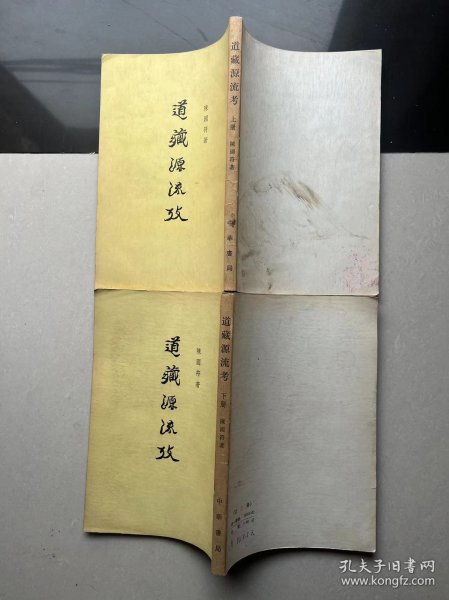 陳國符著
道藏源流攷
道藏源流考
上册
陳國符著
中華書局
陳國符著
道藏源流攷
道藏源流考
下册
陳國符著
中華書局
孔夫子旧书网
www.kongfz.com